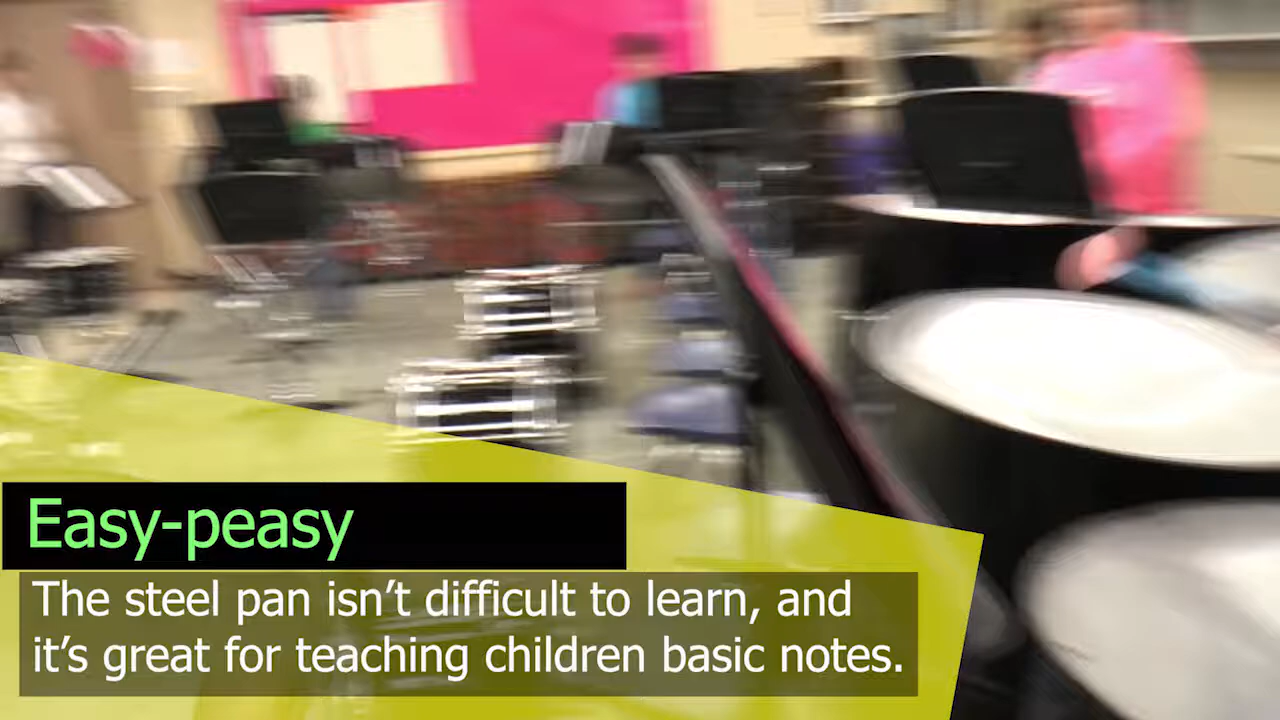 Easy-peasy
The steel pan isn’t difficult to learn, and
it’s great for teaching children basic notes.